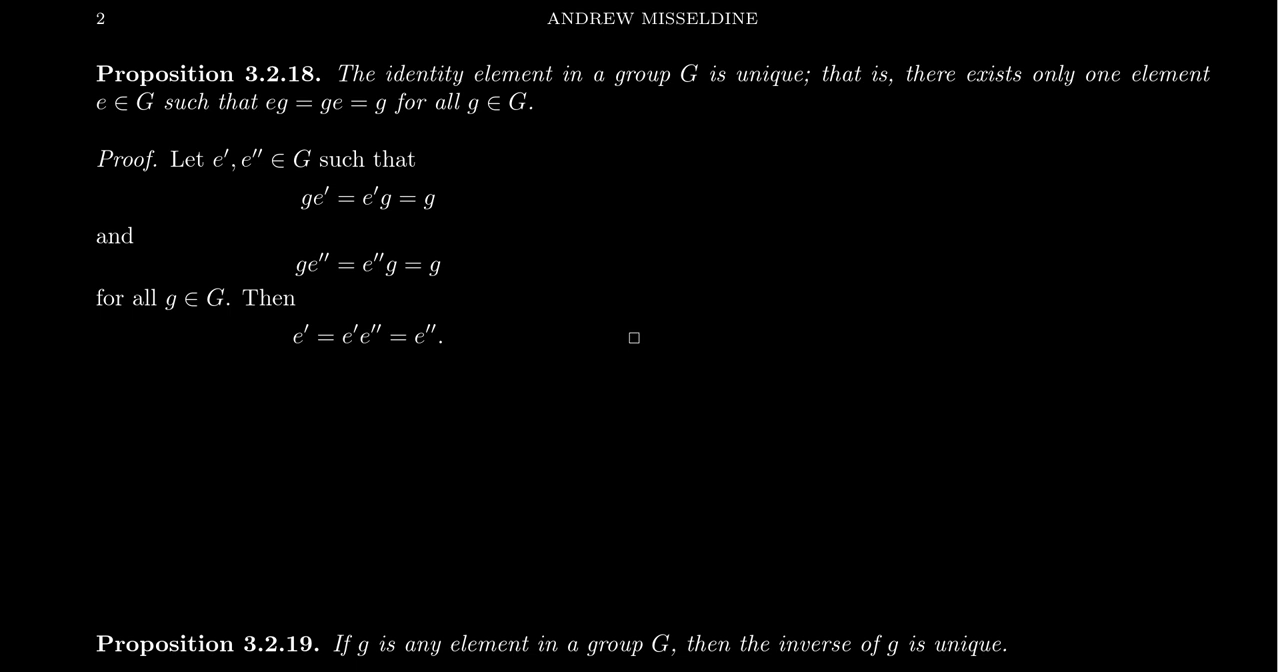 2 ANDREW MISSELDINE
Proposition 3.2.18. The identity element in a group G is unique; that is, there exists only one element
e ∈ G such that eg = ge = g for all g ∈ G.
Proof. Let e′, e″ ∈ G such that
ge′ = e′g = g
and
ge″ = e″g = g
for all g ∈ G. Then
e′ = e′e″ = e″. □
Proposition 3.2.19. If g is any element in a group G, then the inverse of g is unique.